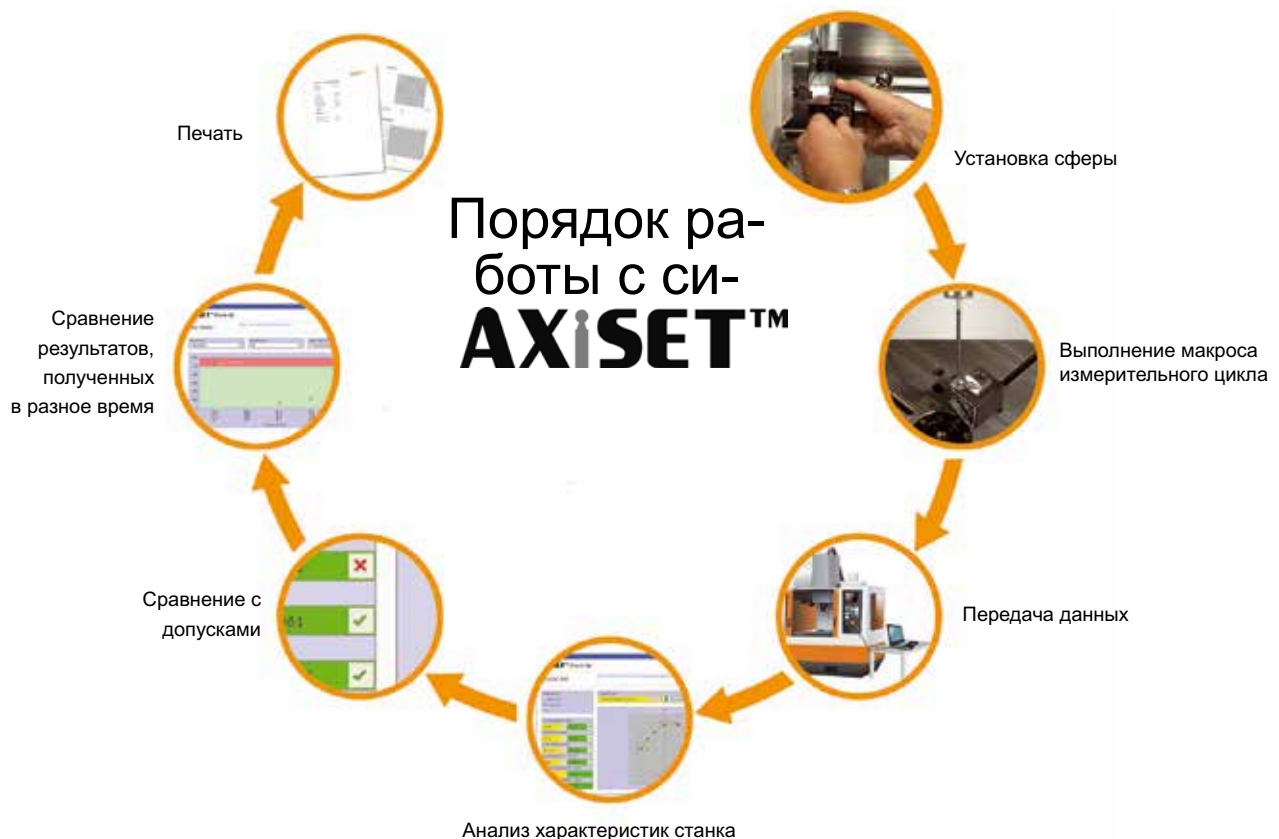 Печать
Установка сферы
Порядок ра-
боты с си-
AXiSET™
Сравнение
результатов,
полученных
в разное время
Выполнение макроса
измерительного цикла
Сравнение с
допусками
Передача данных
Анализ характеристик станка